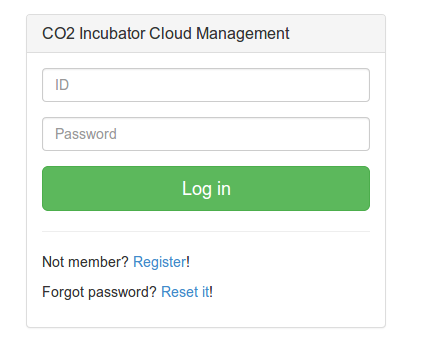 CO2 Incubator Cloud Management
ID
Password
Log in
Not member? Register!
Forgot password? Reset it!